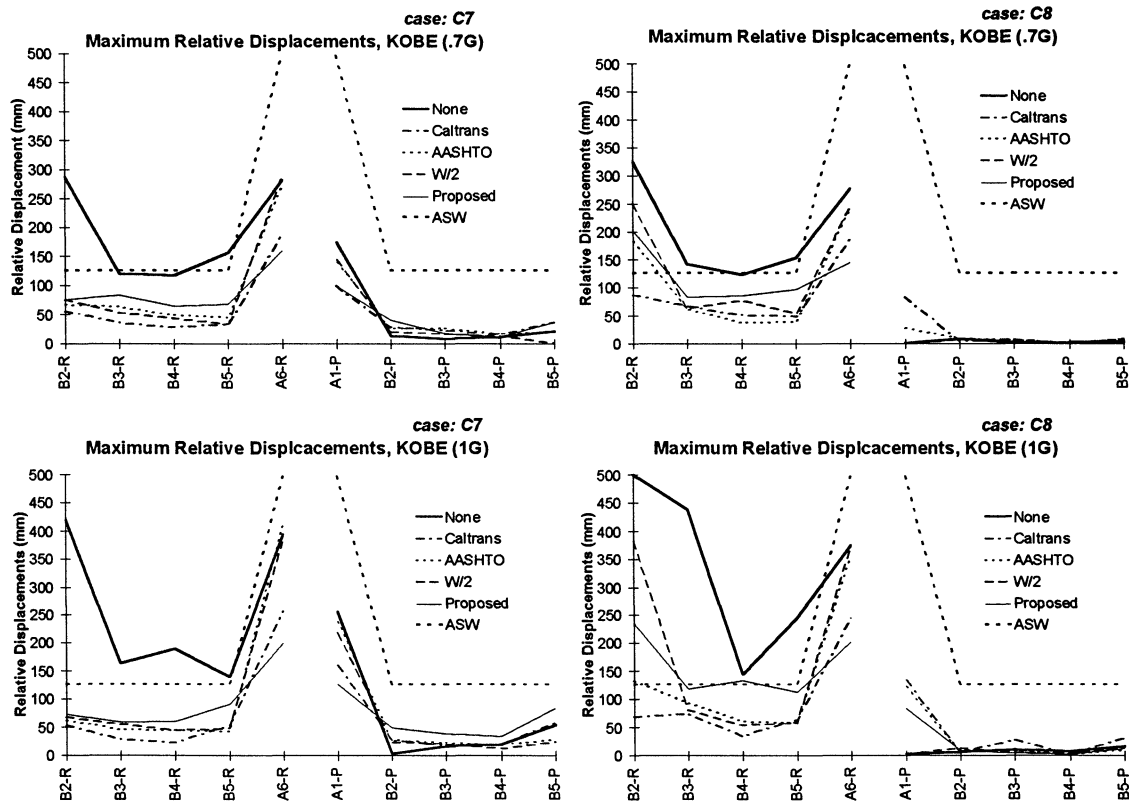 case: C7
Maximum Relative Displacements, KOBE (.7G)
Relative Displacement (mm)
500
450
400
350
300
250
200
150
100
50
0
None
Caltrans
AASHTO
W/2
Proposed
ASW
B2-R
B3-R
B4-R
B5-R
A6-R
A1-P
B2-P
B3-P
B4-P
B5-P
case: C8
Maximum Relative Displcacements, KOBE (.7G)
Relative Displacements (mm)
500
450
400
350
300
250
200
150
100
50
0
None
Caltrans
AASHTO
W/2
Proposed
ASW
B2-R
B3-R
B4-R
B5-R
A6-R
A1-P
B2-P
B3-P
B4-P
B5-P
case: C7
Maximum Relative Displcacements, KOBE (1G)
Relative Displacements (mm)
500
450
400
350
300
250
200
150
100
50
0
None
Caltrans
AASHTO
W/2
Proposed
ASW
B2-R
B3-R
B4-R
B5-R
A6-R
A1-P
B2-P
B3-P
B4-P
B5-P
case: C8
Maximum Relative Displcacements, KOBE (1G)
Relative Displacements (mm)
500
450
400
350
300
250
200
150
100
50
0
None
Caltrans
AASHTO
W/2
Proposed
ASW
B2-R
B3-R
B4-R
B5-R
A6-R
A1-P
B2-P
B3-P
B4-P
B5-P